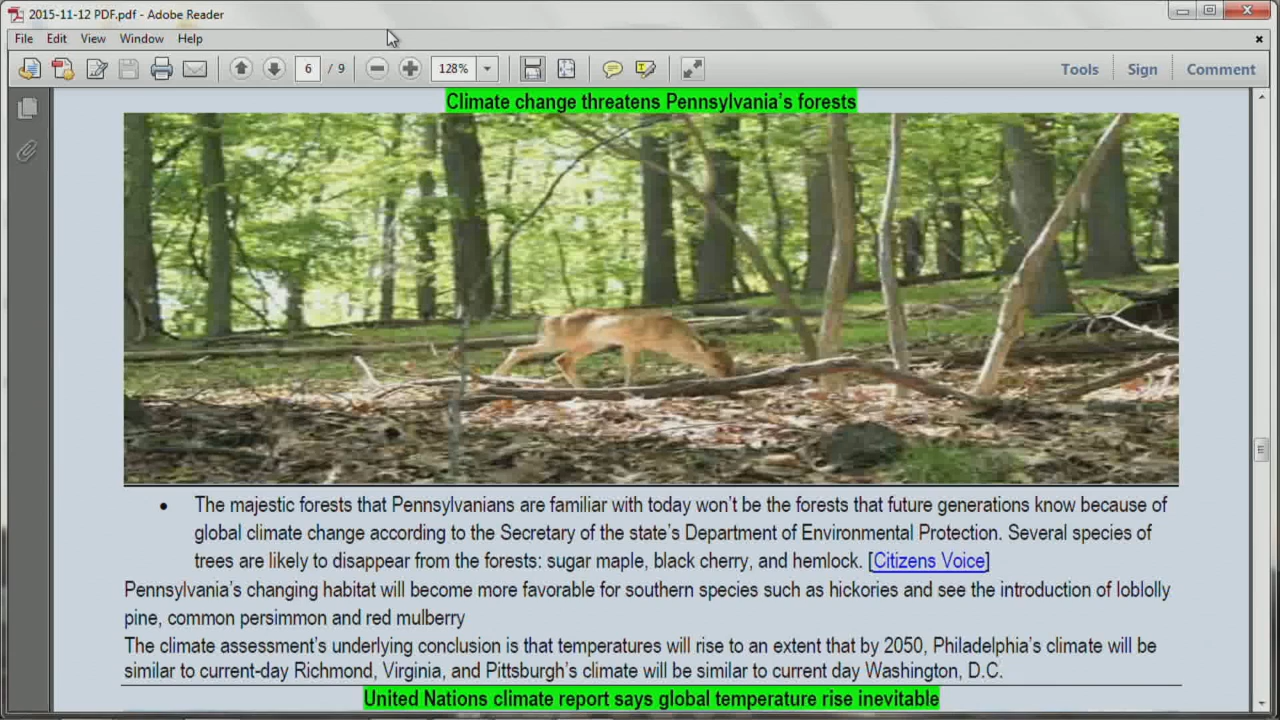 2015-11-12 PDF.pdf - Adobe Reader
File Edit View Window Help
6 / 9 128% Tools Sign Comment
Climate change threatens Pennsylvania's forests
• The majestic forests that Pennsylvanians are familiar with today won't be the forests that future generations know because of
global climate change according to the Secretary of the state's Department of Environmental Protection. Several species of
trees are likely to disappear from the forests: sugar maple, black cherry, and hemlock. [Citizens Voice]
Pennsylvania's changing habitat will become more favorable for southern species such as hickories and see the introduction of loblolly
pine, common persimmon and red mulberry
The climate assessment's underlying conclusion is that temperatures will rise to an extent that by 2050, Philadelphia's climate will be
similar to current-day Richmond, Virginia, and Pittsburgh's climate will be similar to current day Washington, D.C.
United Nations climate report says global temperature rise inevitable